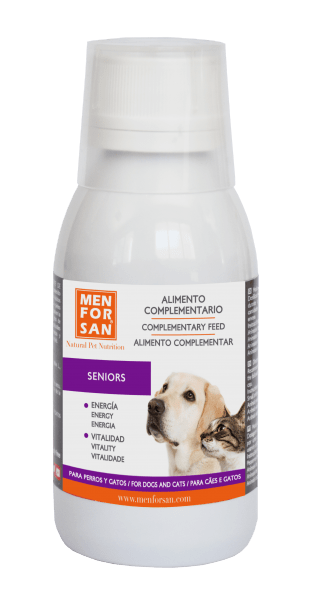 MEN
FOR
SAN
Natural Pet Nutrition
ALIMENTO
COMPLEMENTARIO
COMPLEMENTARY FEED
ALIMENTO COMPLEMENTAR
SENIORS
• ENERGÍA
ENERGY
ENERGIA
• VITALIDAD
VITALITY
VITALIDADE
PARA PERROS Y GATOS / FOR DOGS AND CATS / PARA CÃES E GATOS
www.menforsan.com